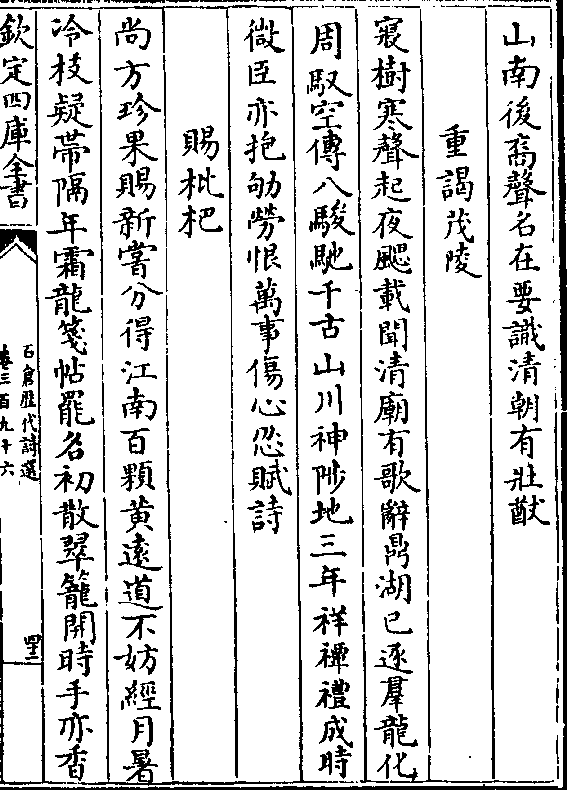 山南後裔聲名在要識清朝有壯猷
重謁茂陵
寢樹寒聲起夜颸載聞清廟有歌辭鼎湖已逐羣龍化
周馭空傳八駿馳千古山川神陟地三年祥禫禮成時
微臣亦抱劬勞恨萬事傷心忍賦詩
賜枇杷
尚方珍果賜新嘗分得江南百顆黃遠道不妨經月暑
冷枝疑帶隔年霜龍箋帖罷名初散翠籠開時手亦香
欽定四庫全書
石倉歴代詩選
卷三百九十六